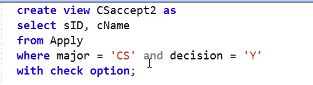 create view CSaccept2 as
select sID, cName
from Apply
where major = 'CS' and decision = 'Y'
with check option;